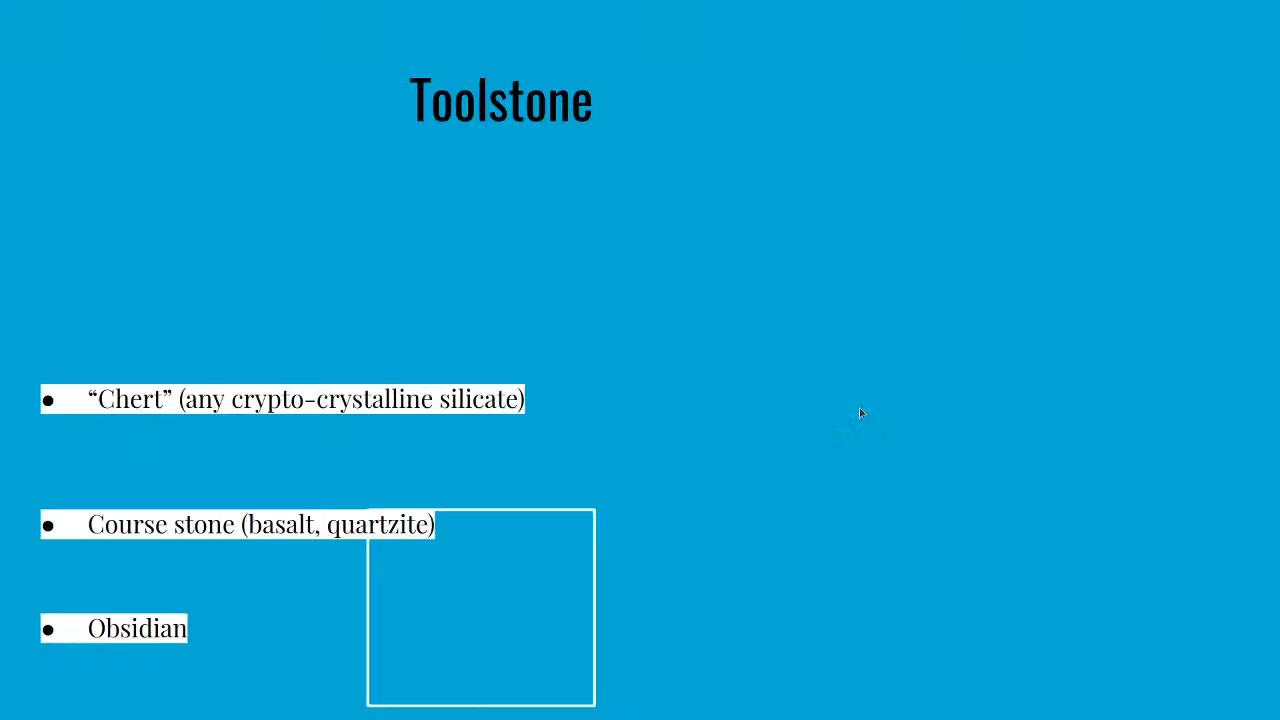 Toolstone
● “Chert” (any crypto-crystalline silicate)
● Course stone (basalt, quartzite)
● Obsidian